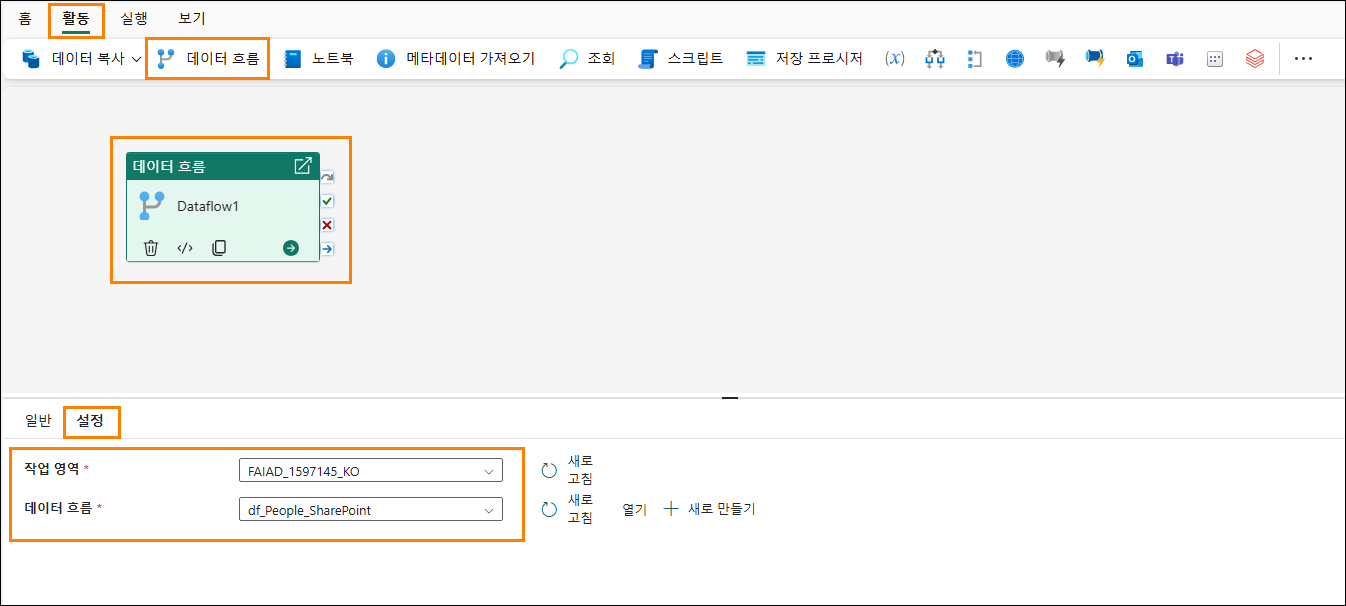 홈 활동 실행 보기
데이터 복사 데이터 흐름 노트북 메타데이터 가져오기 조회 스크립트 저장 프로시저 (x)
데이터 흐름
Dataflow1
일반 설정
작업 영역 * FAIAD_1597145_KO 새로
고침
데이터 흐름 * df_People_SharePoint 새로
고침 열기 새로 만들기